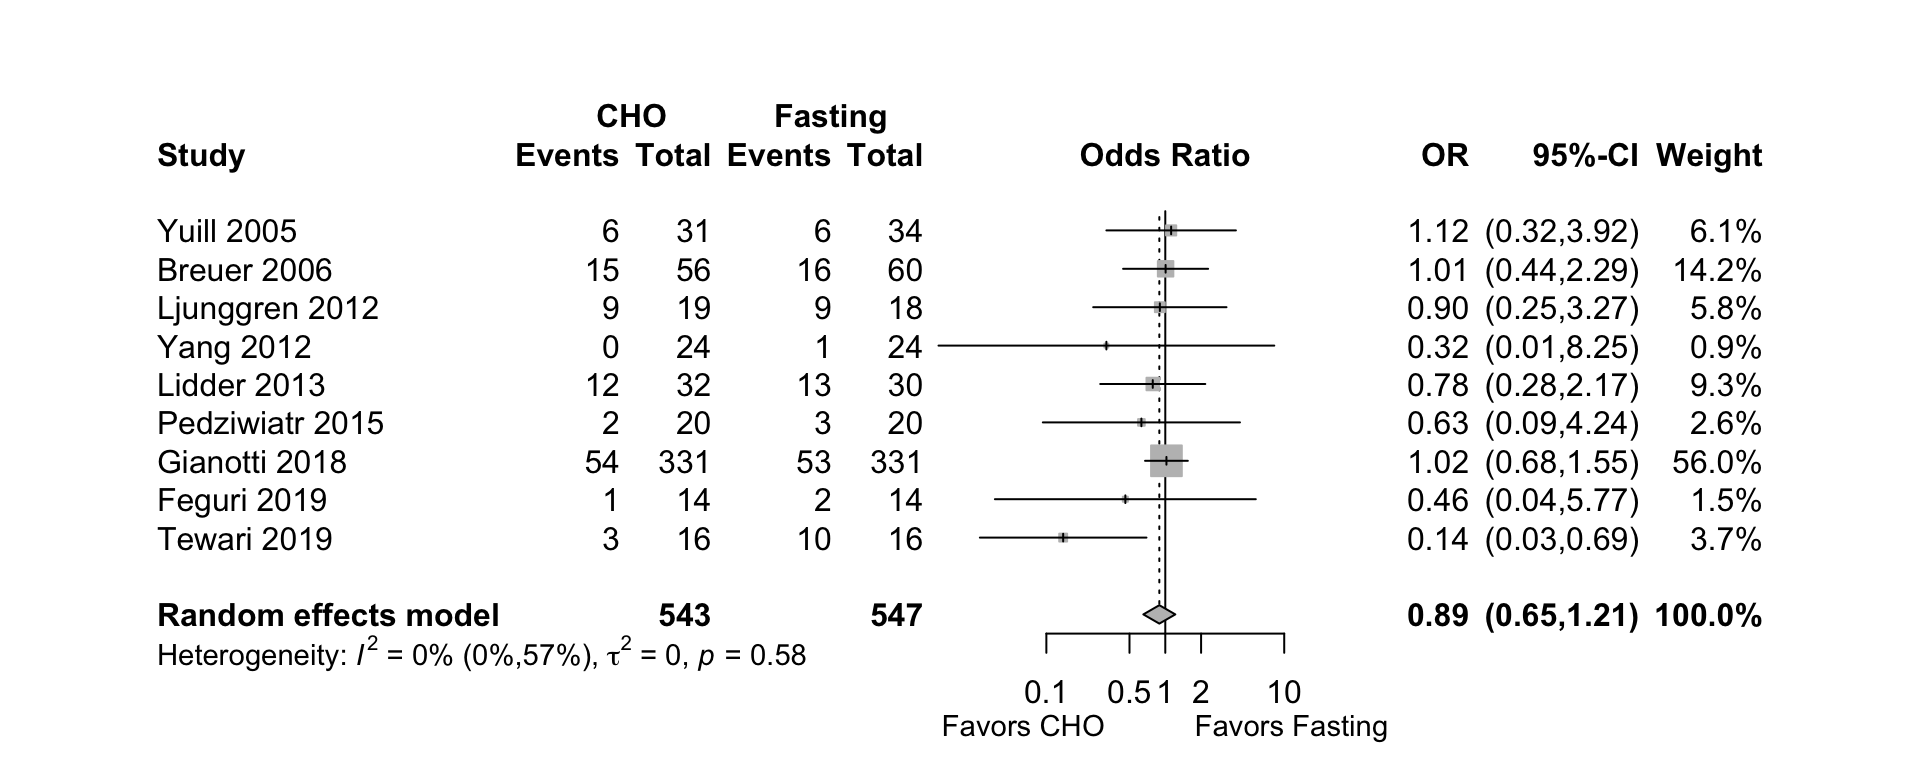 CHO Fasting
Study Events Total Events Total Odds Ratio OR 95%-CI Weight
Yuill 2005 6 31 6 34 1.12 (0.32,3.92) 6.1%
Breuer 2006 15 56 16 60 1.01 (0.44,2.29) 14.2%
Ljunggren 2012 9 19 9 18 0.90 (0.25,3.27) 5.8%
Yang 2012 0 24 1 24 0.32 (0.01,8.25) 0.9%
Lidder 2013 12 32 13 30 0.78 (0.28,2.17) 9.3%
Pedziwiatr 2015 2 20 3 20 0.63 (0.09,4.24) 2.6%
Gianotti 2018 54 331 53 331 1.02 (0.68,1.55) 56.0%
Feguri 2019 1 14 2 14 0.46 (0.04,5.77) 1.5%
Tewari 2019 3 16 10 16 0.14 (0.03,0.69) 3.7%
Random effects model 543 547 0.89 (0.65,1.21) 100.0%
Heterogeneity: I² = 0% (0%,57%), τ² = 0, p = 0.58
0.1 0.5 1 2 10
Favors CHO Favors Fasting